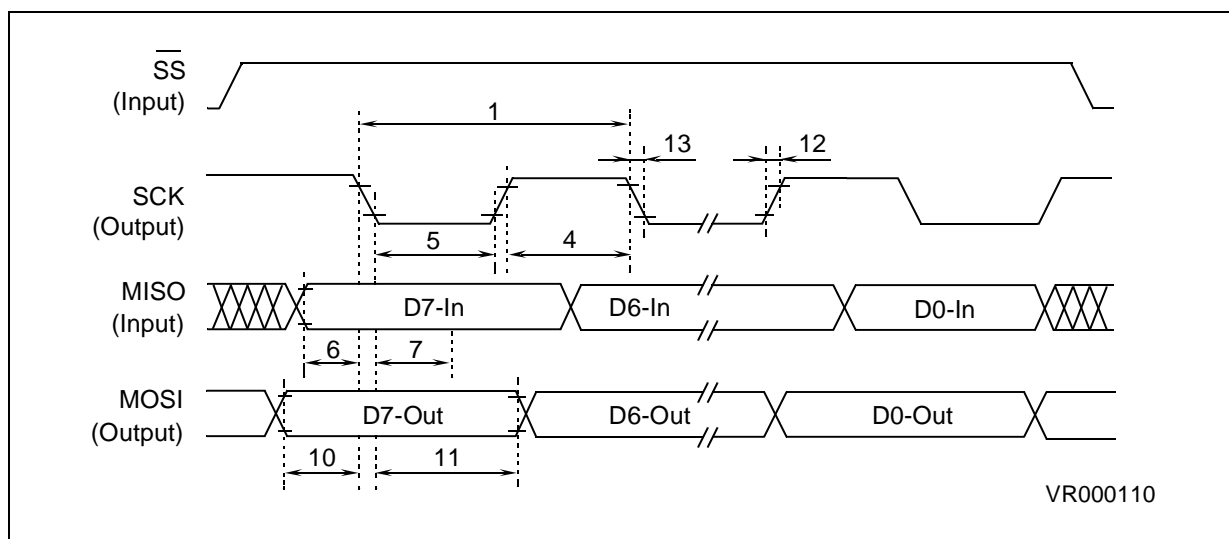 SS
(Input)
1
13
12
SCK
(Output)
5
4
MISO
(Input)
D7-In
D6-In
D0-In
6
7
MOSI
(Output)
D7-Out
D6-Out
D0-Out
10
11
VR000110